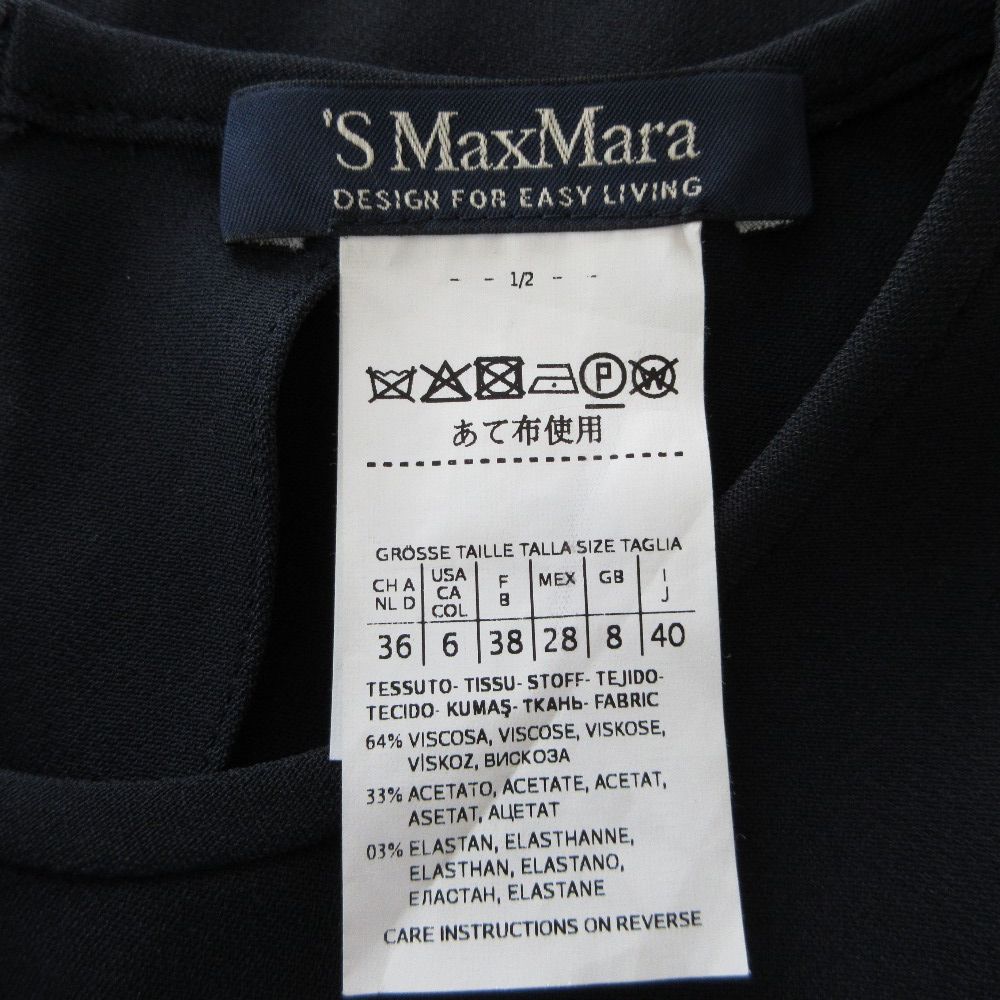 'S MaxMara
DESIGN FOR EASY LIVING
- - 1/2 - -
P W
あて布使用
GRÖSSE TAILLE TALLA SIZE TAGLIA
CH A NL D USA CA COL F B MEX GB I J
36 6 38 28 8 40
TESSUTO- TISSU- STOFF- TEJIDO-
TECIDO- KUMAŞ- ТКАНЬ- FABRIC
64% VISCOSA, VISCOSE, VISKOSE,
VİSKOZ, ВИСКОЗА
33% ACETATO, ACETATE, ACETAT,
ASETAT, АЦЕТАТ
03% ELASTAN, ELASTHANNE,
ELASTHAN, ELASTANO,
ЕЛАСТАН, ELASTANE
CARE INSTRUCTIONS ON REVERSE